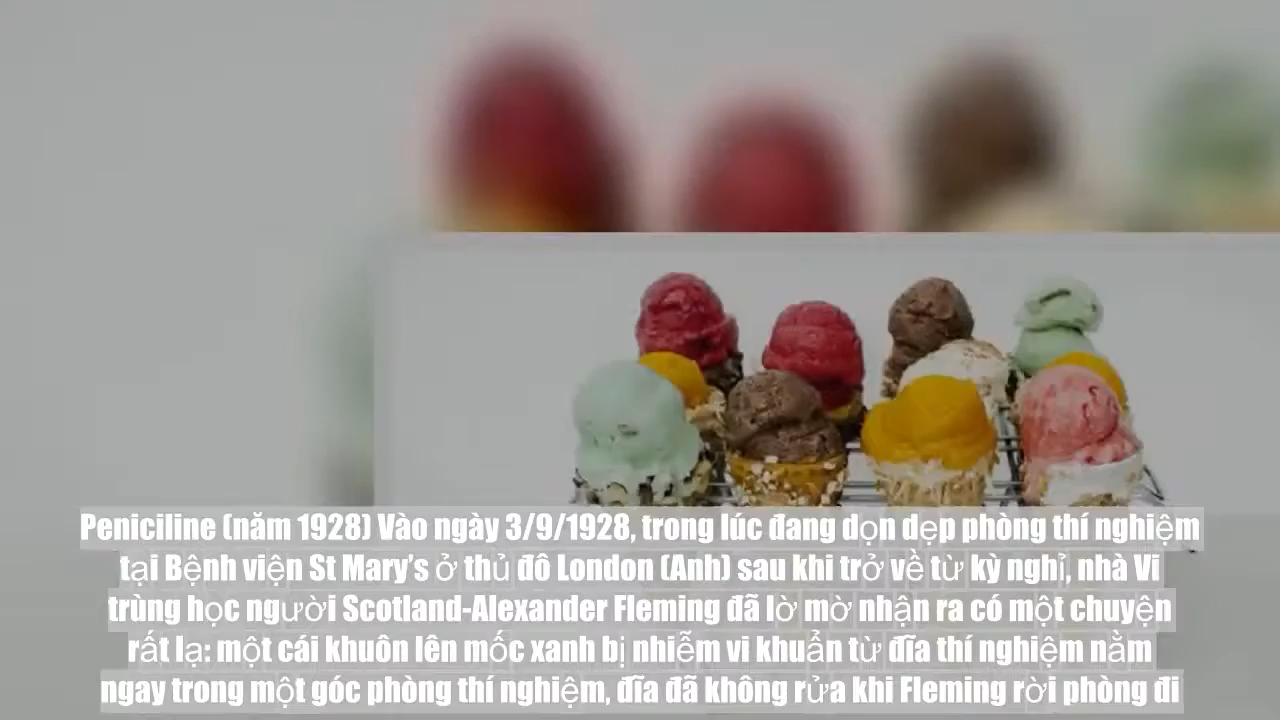 Peniciline (năm 1928) Vào ngày 3/9/1928, trong lúc đang dọn dẹp phòng thí nghiệm
tại Bệnh viện St Mary's ở thủ đô London (Anh) sau khi trở về từ kỳ nghỉ, nhà Vi
trùng học người Scotland-Alexander Fleming đã lờ mờ nhận ra có một chuyện
rất lạ: một cái khuôn lên mốc xanh bị nhiễm vi khuẩn từ đĩa thí nghiệm nằm
ngay trong một góc phòng thí nghiệm, đĩa đã không rửa khi Fleming rời phòng đi